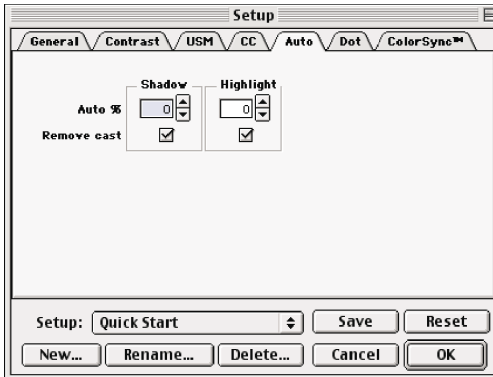 Setup
General Contrast USM CC Auto Dot ColorSync™
Shadow Highlight
Auto % 0 0
Remove cast
Setup: Quick Start Save Reset
New... Rename... Delete... Cancel OK